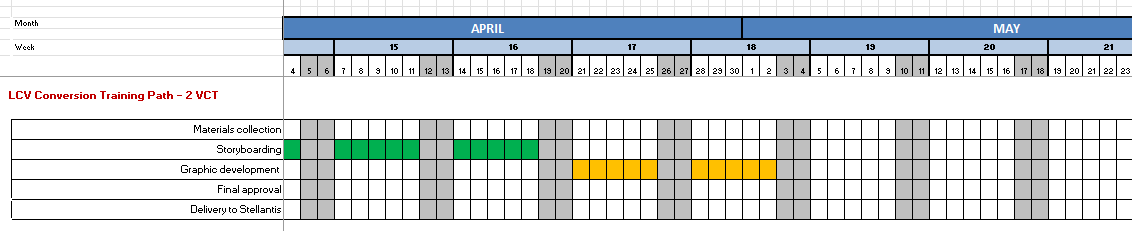 Month APRIL MAY
Week 15 16 17 18 19 20 21
4 5 6 7 8 9 10 11 12 13 14 15 16 17 18 19 20 21 22 23 24 25 26 27 28 29 30 1 2 3 4 5 6 7 8 9 10 11 12 13 14 15 16 17 18 19 20 21 22 23
LCV Conversion Training Path - 2 VCT
Materials collection
Storyboarding
Graphic development
Final approval
Delivery to Stellantis